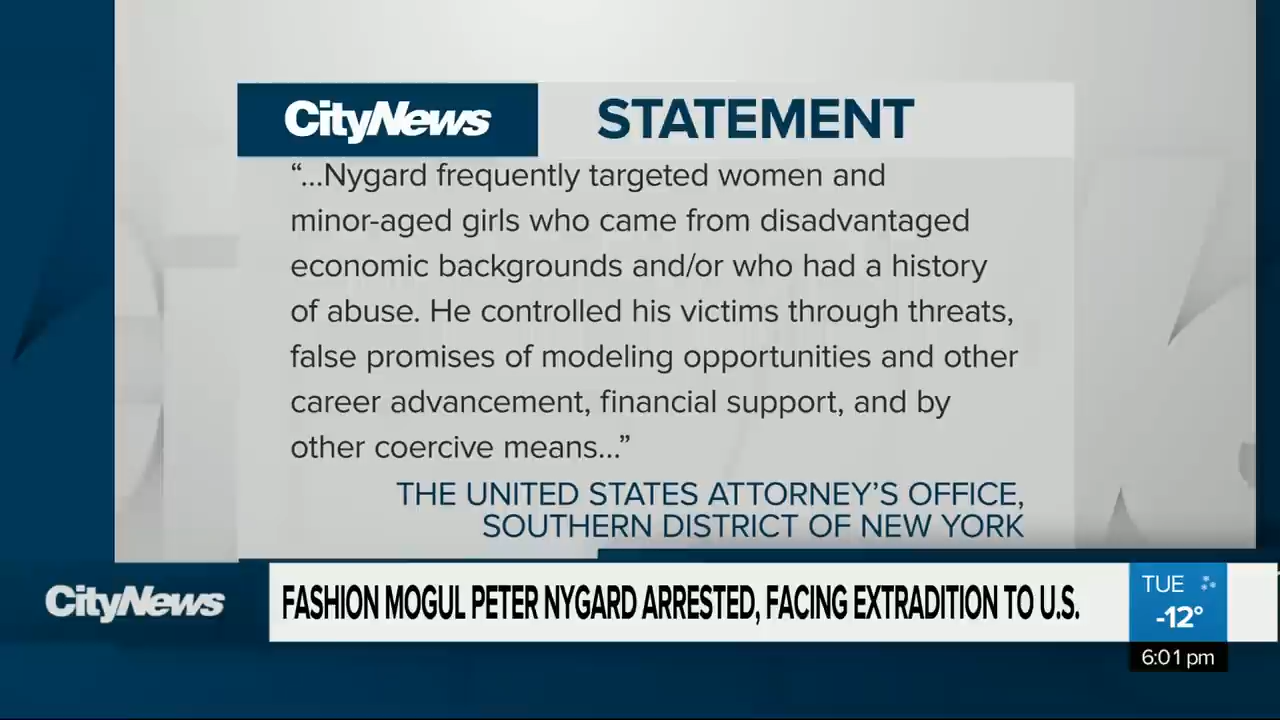 CityNews STATEMENT
“...Nygard frequently targeted women and
minor-aged girls who came from disadvantaged
economic backgrounds and/or who had a history
of abuse. He controlled his victims through threats,
false promises of modeling opportunities and other
career advancement, financial support, and by
other coercive means...”
THE UNITED STATES ATTORNEY’S OFFICE,
SOUTHERN DISTRICT OF NEW YORK
CityNews FASHION MOGUL PETER NYGARD ARRESTED, FACING EXTRADITION TO U.S.
TUE
-12°
6:01 pm